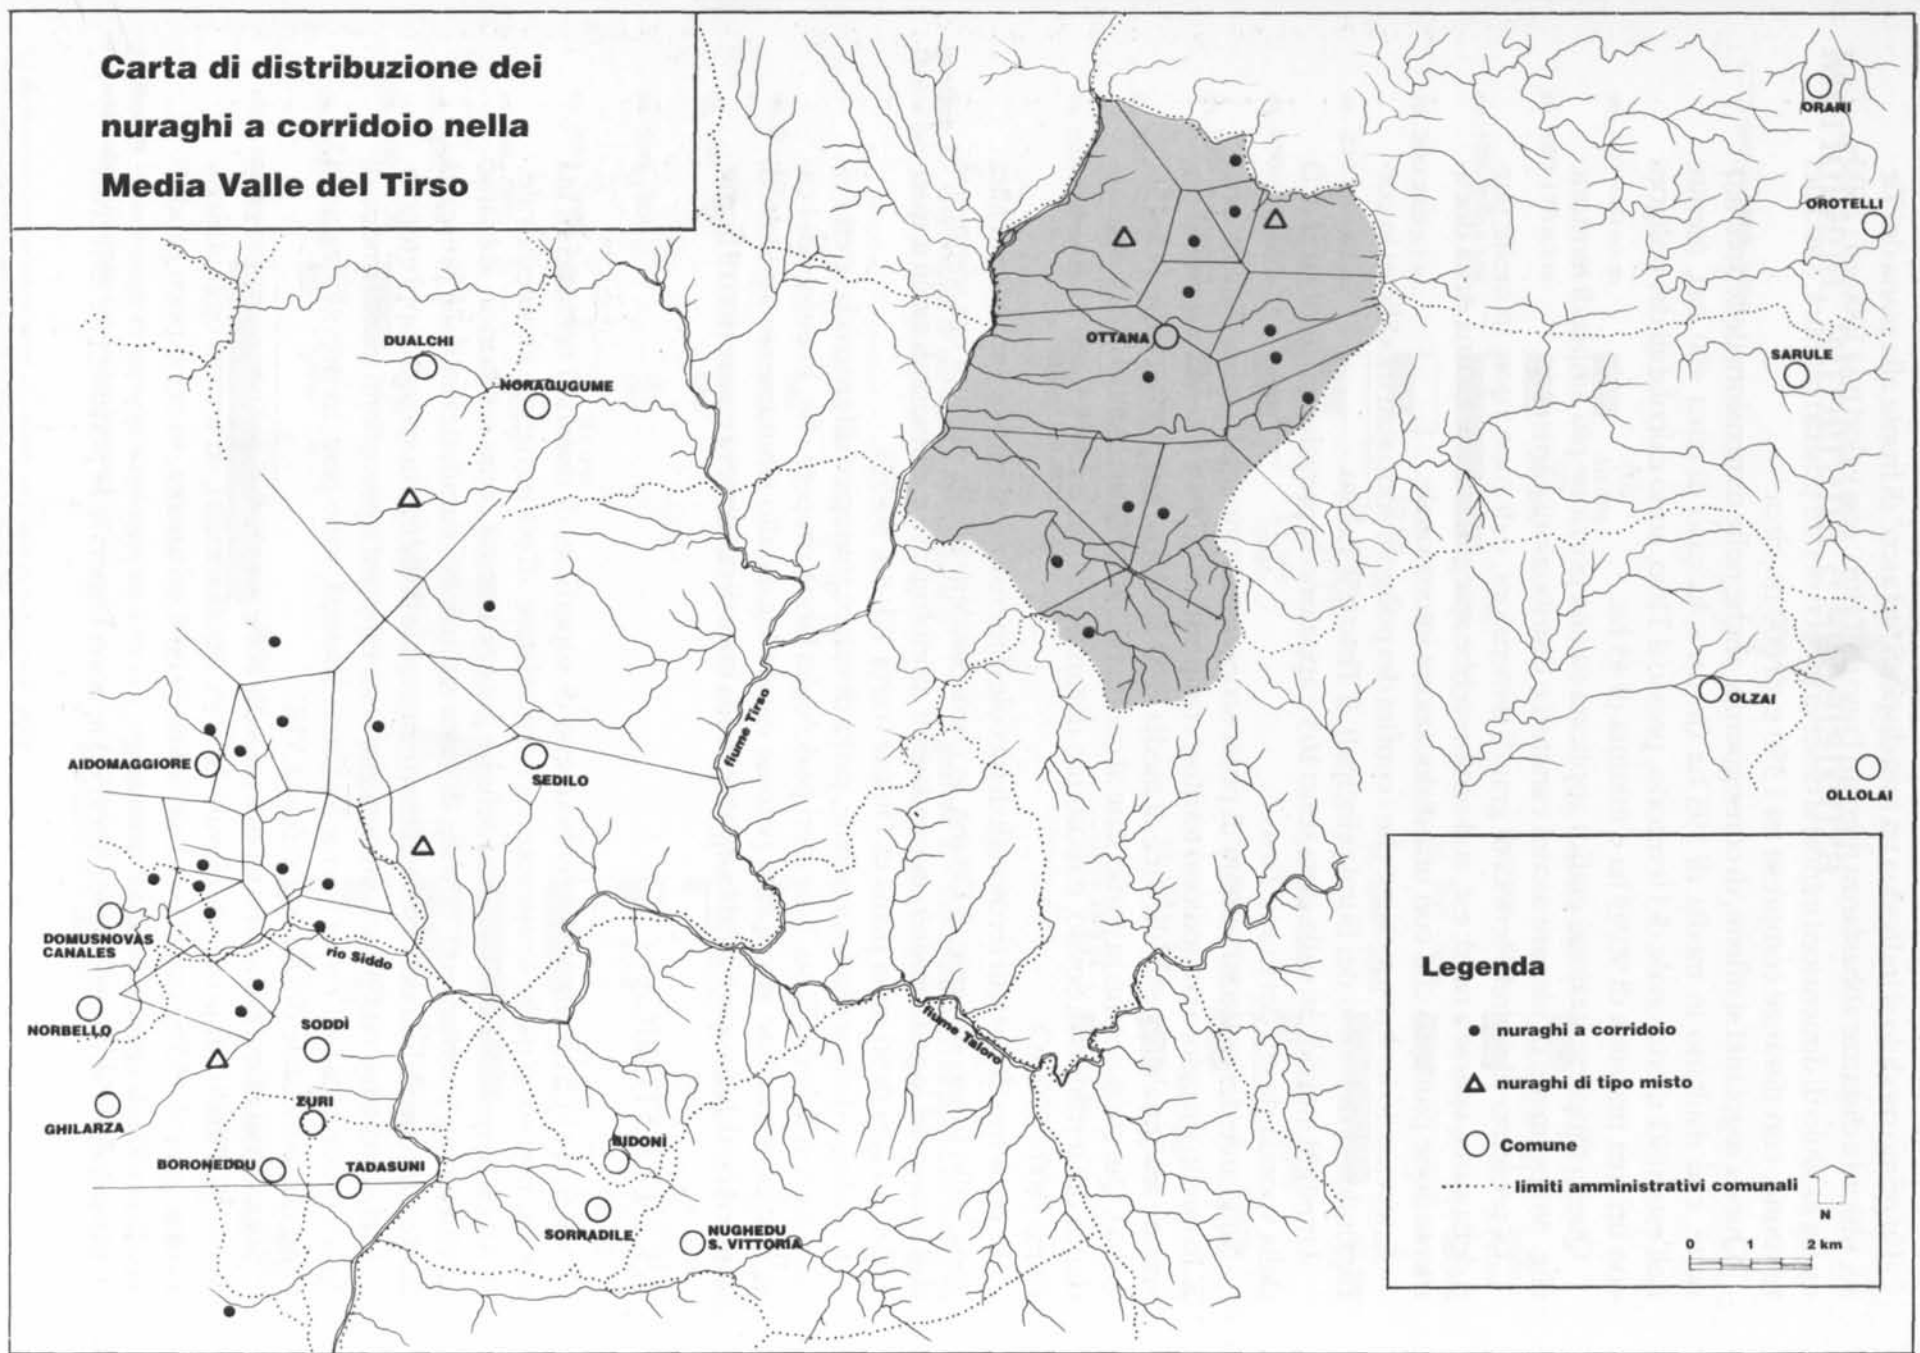 Carta di distribuzione dei
nuraghi a corridoio nella
Media Valle del Tirso
ORANI
OROTELLI
OTTANA
DUALCHI
SARULE
NORAGUGUME
fiume Tirso
OLZAI
AIDOMAGGIORE
SEDILO
OLLOLAI
DOMUSNOVAS
CANALES
rio Siddo
NORBELLO
SODDÌ
fiume Taloro
ZURI
GHILARZA
BIDONÌ
BORONEDDU
TADASUNI
SORRADILE
NUGHEDU
S. VITTORIA
Legenda
nuraghi a corridoio
nuraghi di tipo misto
Comune
limiti amministrativi comunali
N
0 1 2 km